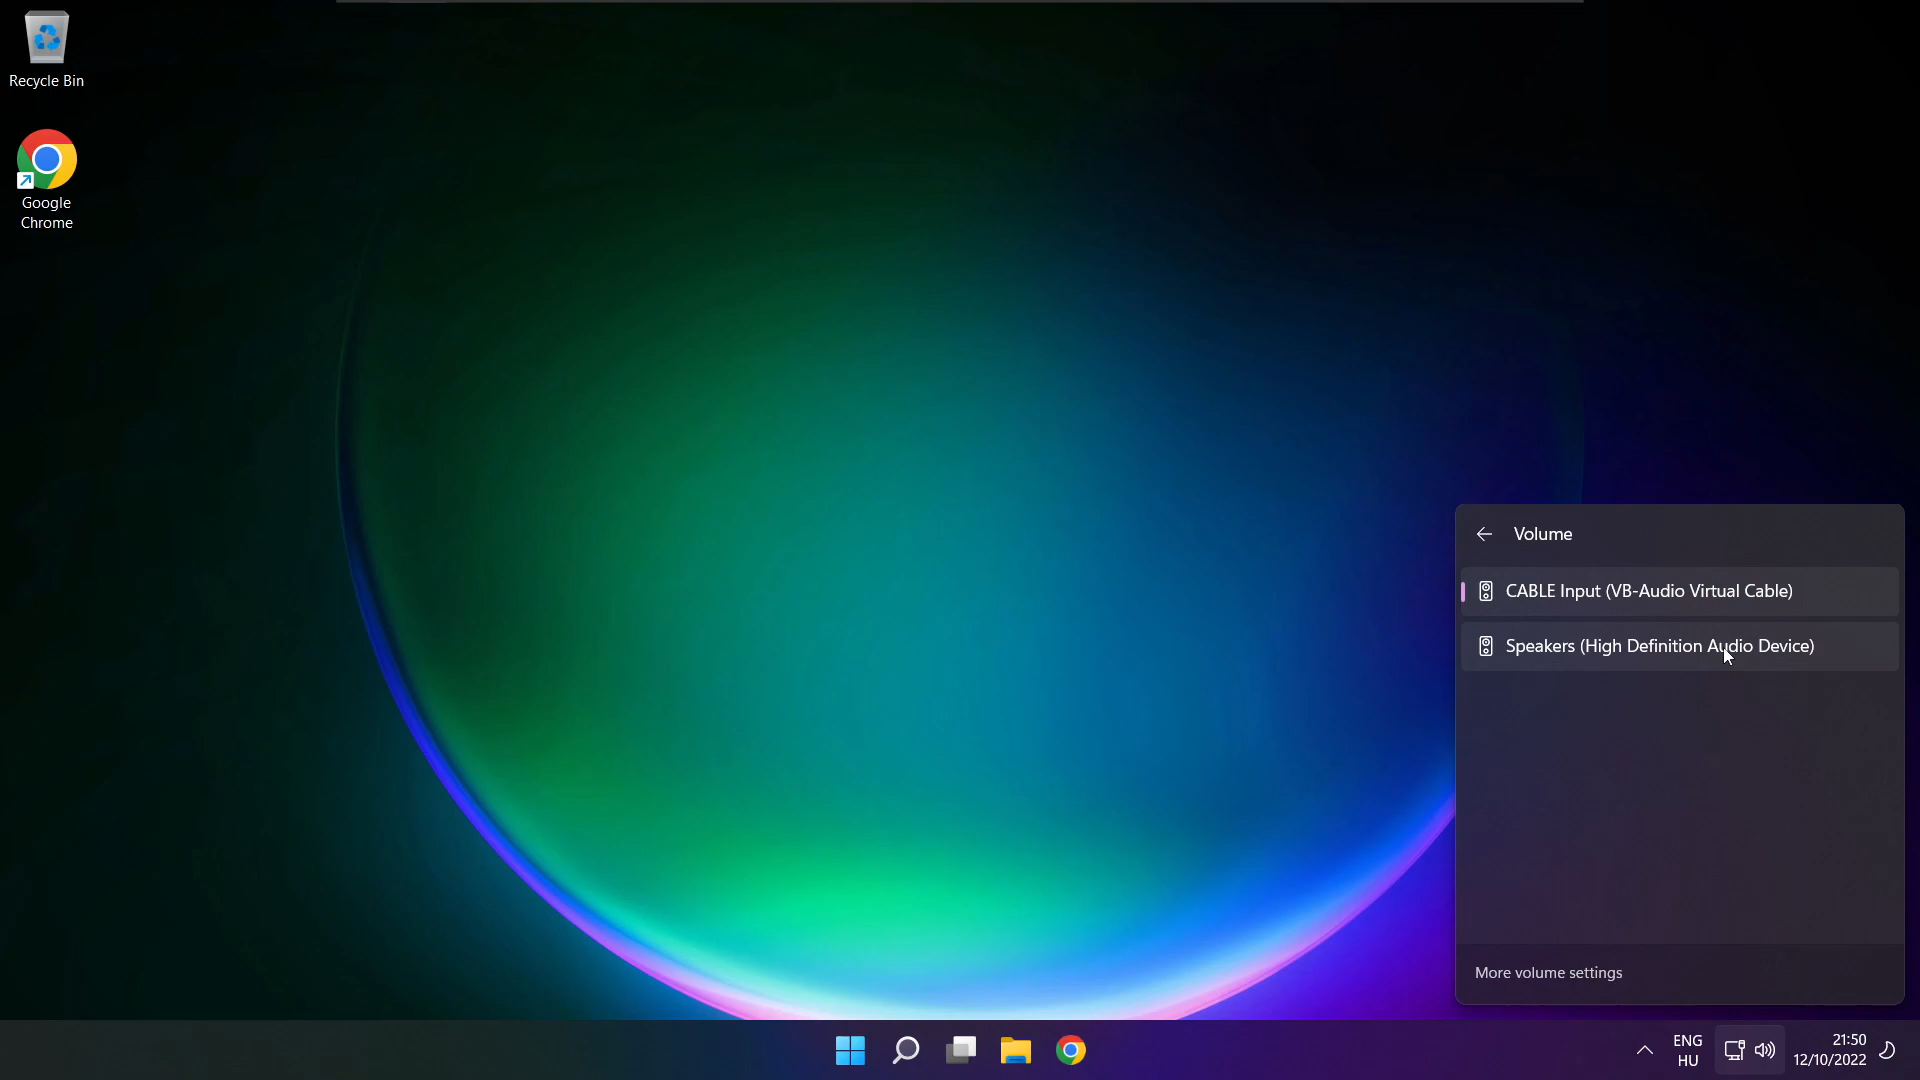 Recycle Bin
Google
Chrome
Volume
CABLE Input (VB-Audio Virtual Cable)
Speakers (High Definition Audio Device)
More volume settings
ENG
HU
21:50
12/10/2022